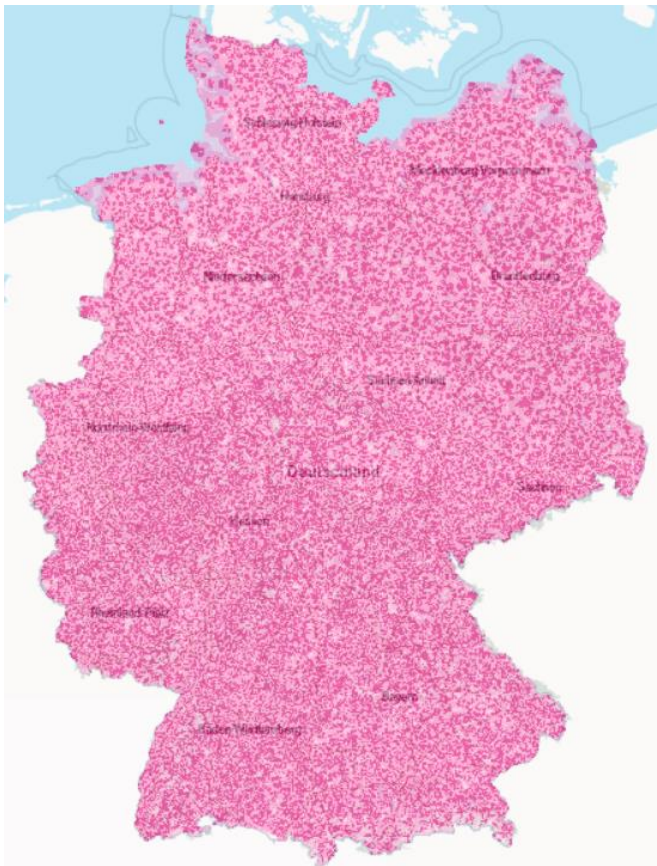 Schleswig-Holstein
Mecklenburg-Vorpommern
Hamburg
Niedersachsen
Brandenburg
Sachsen-Anhalt
Nordrhein-Westfalen
Deutschland
Sachsen
Hessen
Rheinland-Pfalz
Bayern
Baden-Württemberg